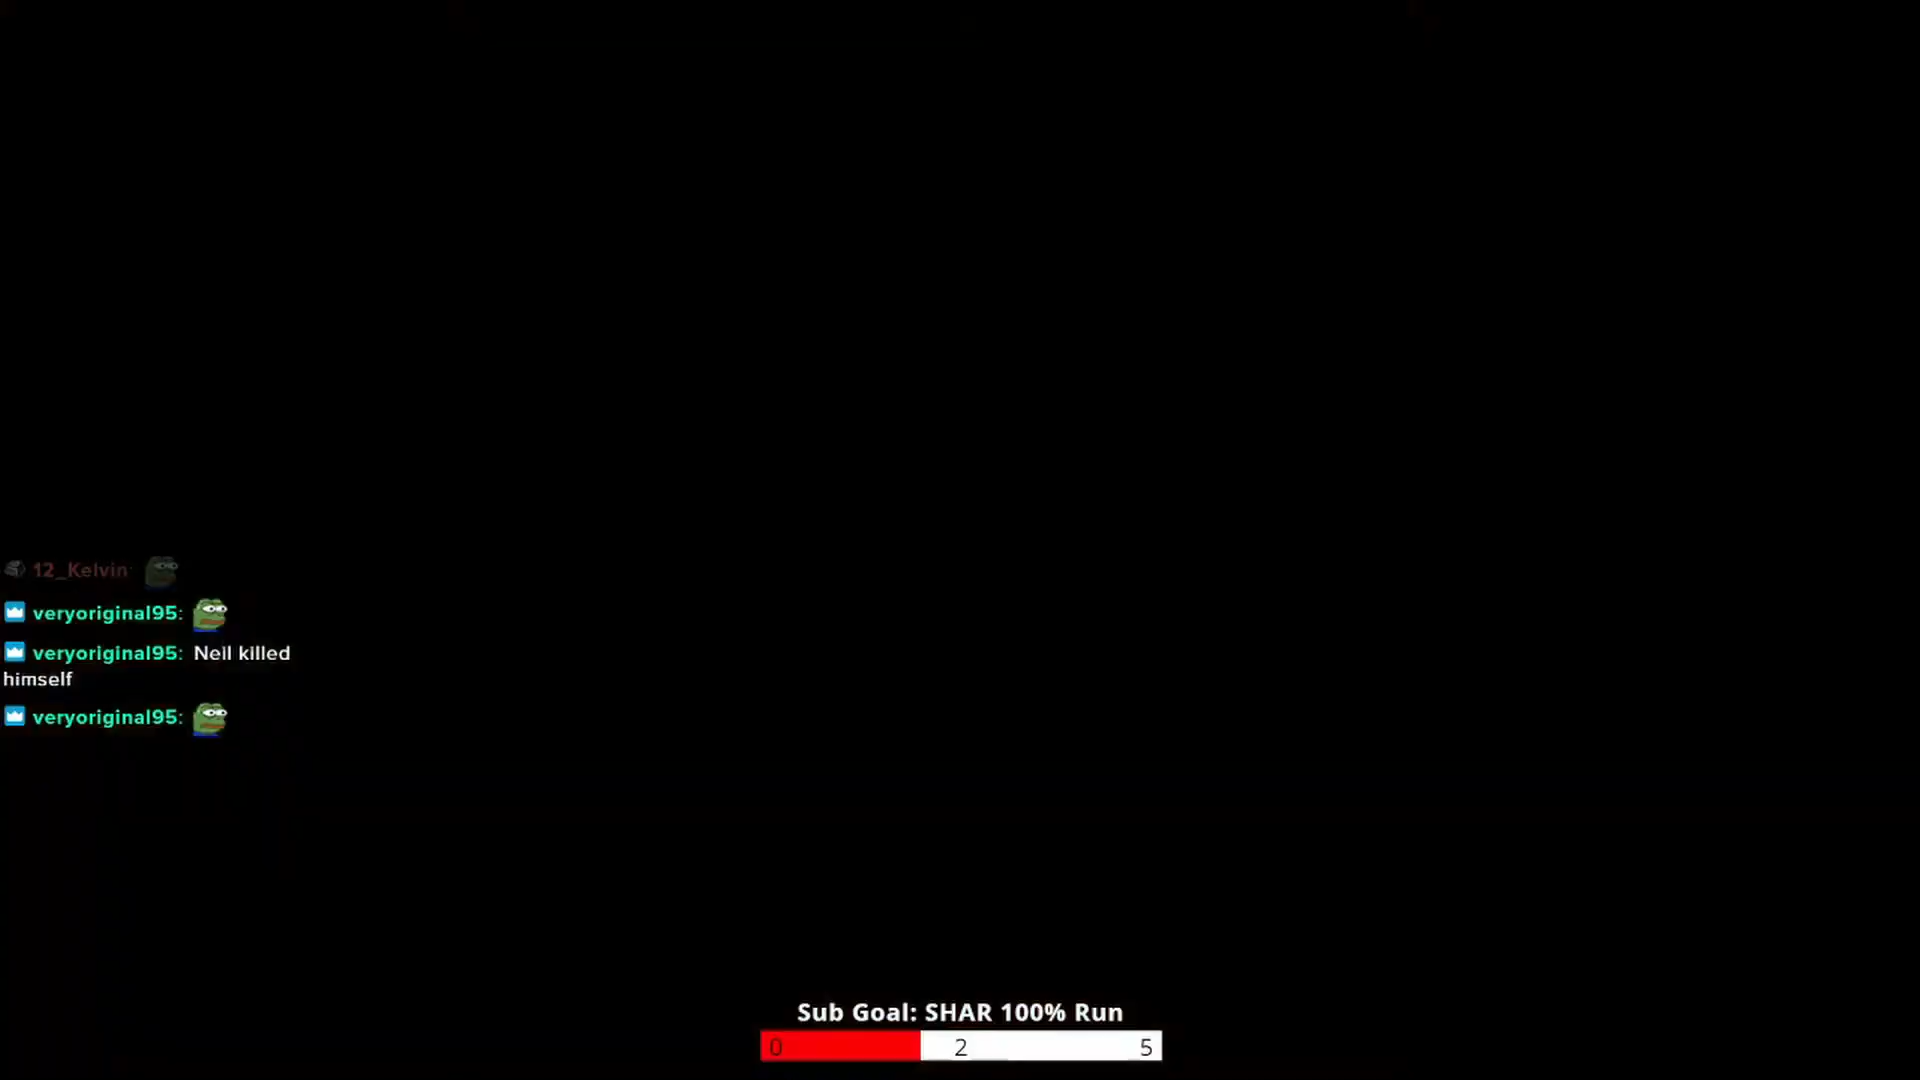 12_Kelvin:
veryoriginal95:
veryoriginal95: Neil killed
himself
veryoriginal95:
Sub Goal: SHAR 100% Run
0 2 5